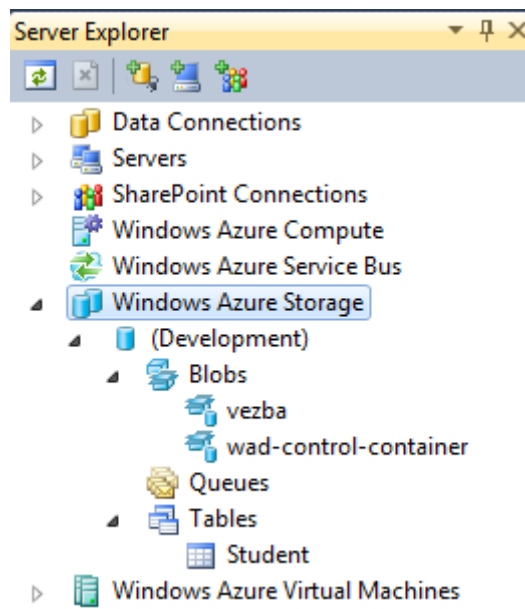 Server Explorer
Data Connections
Servers
SharePoint Connections
Windows Azure Compute
Windows Azure Service Bus
Windows Azure Storage
(Development)
Blobs
vezba
wad-control-container
Queues
Tables
Student
Windows Azure Virtual Machines